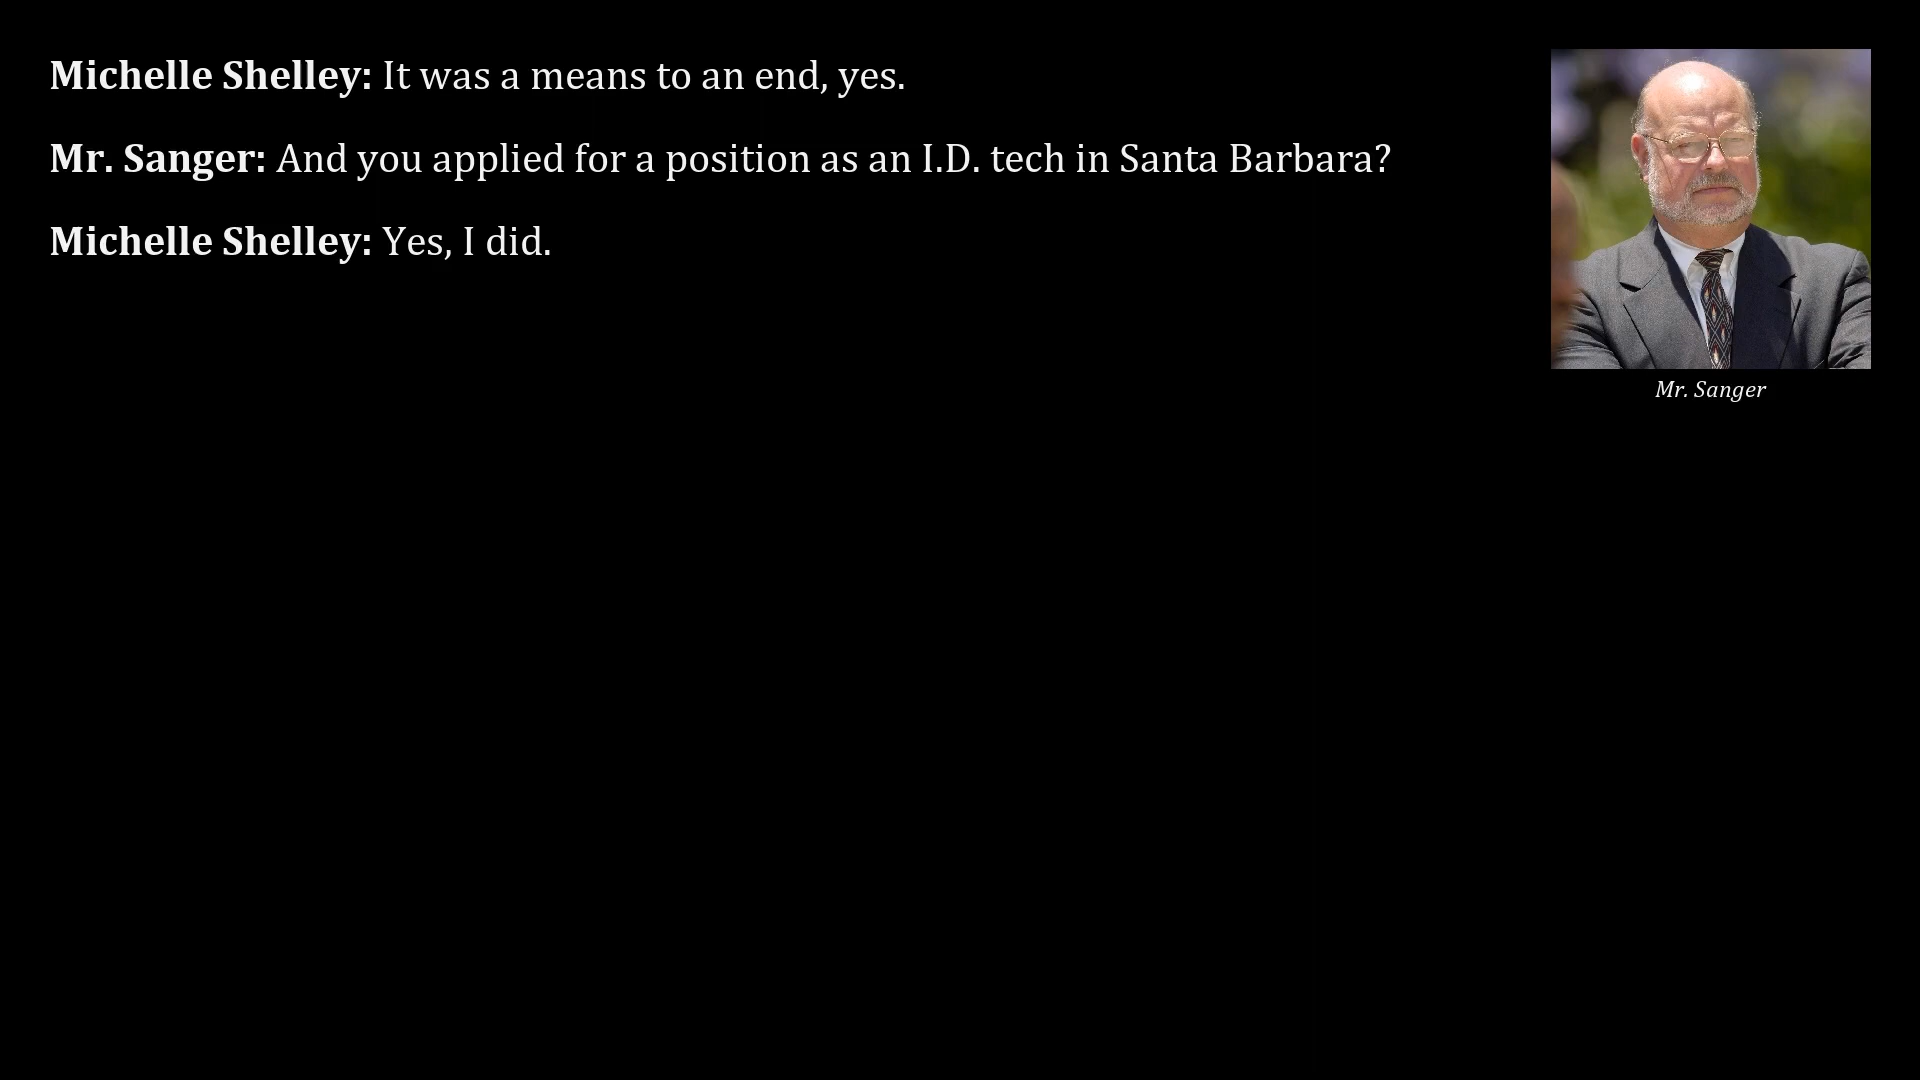 Michelle Shelley: It was a means to an end, yes.
Mr. Sanger: And you applied for a position as an I.D. tech in Santa Barbara?
Michelle Shelley: Yes, I did.
Mr. Sanger